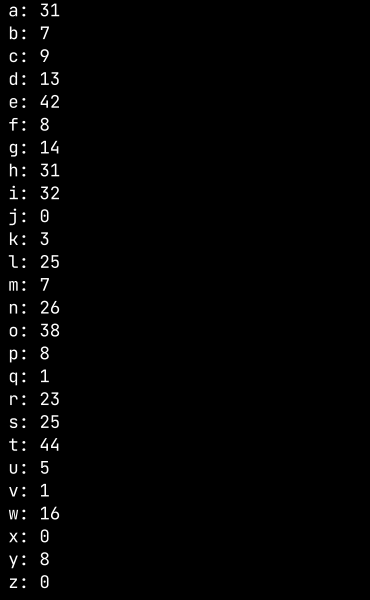 a: 31
b: 7
c: 9
d: 13
e: 42
f: 8
g: 14
h: 31
i: 32
j: 0
k: 3
l: 25
m: 7
n: 26
o: 38
p: 8
q: 1
r: 23
s: 25
t: 44
u: 5
v: 1
w: 16
x: 0
y: 8
z: 0